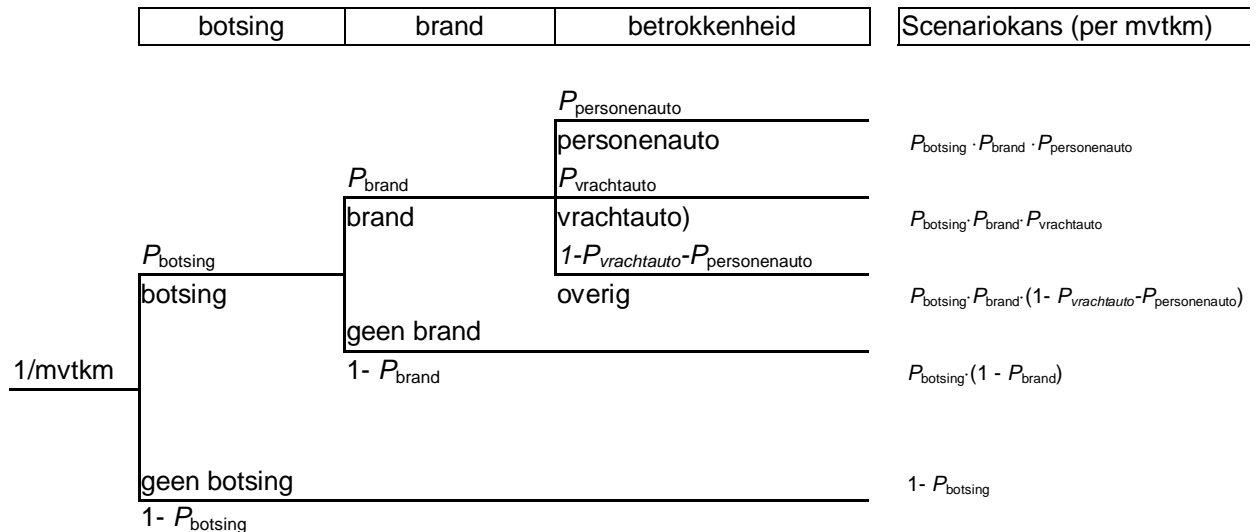 botsing brand betrokkenheid Scenariokans (per mvtkm)
P personenauto
personenauto P botsing · P brand · P personenauto
P brand P vrachtauto
brand vrachtauto) P botsing · P brand · P vrachtauto
P botsing 1-P vrachtauto-P personenauto
botsing overig P botsing · P brand · (1- P vrachtauto-P personenauto)
geen brand
1/mvtkm 1- P brand P botsing · (1 - P brand)
geen botsing 1- P botsing
1- P botsing